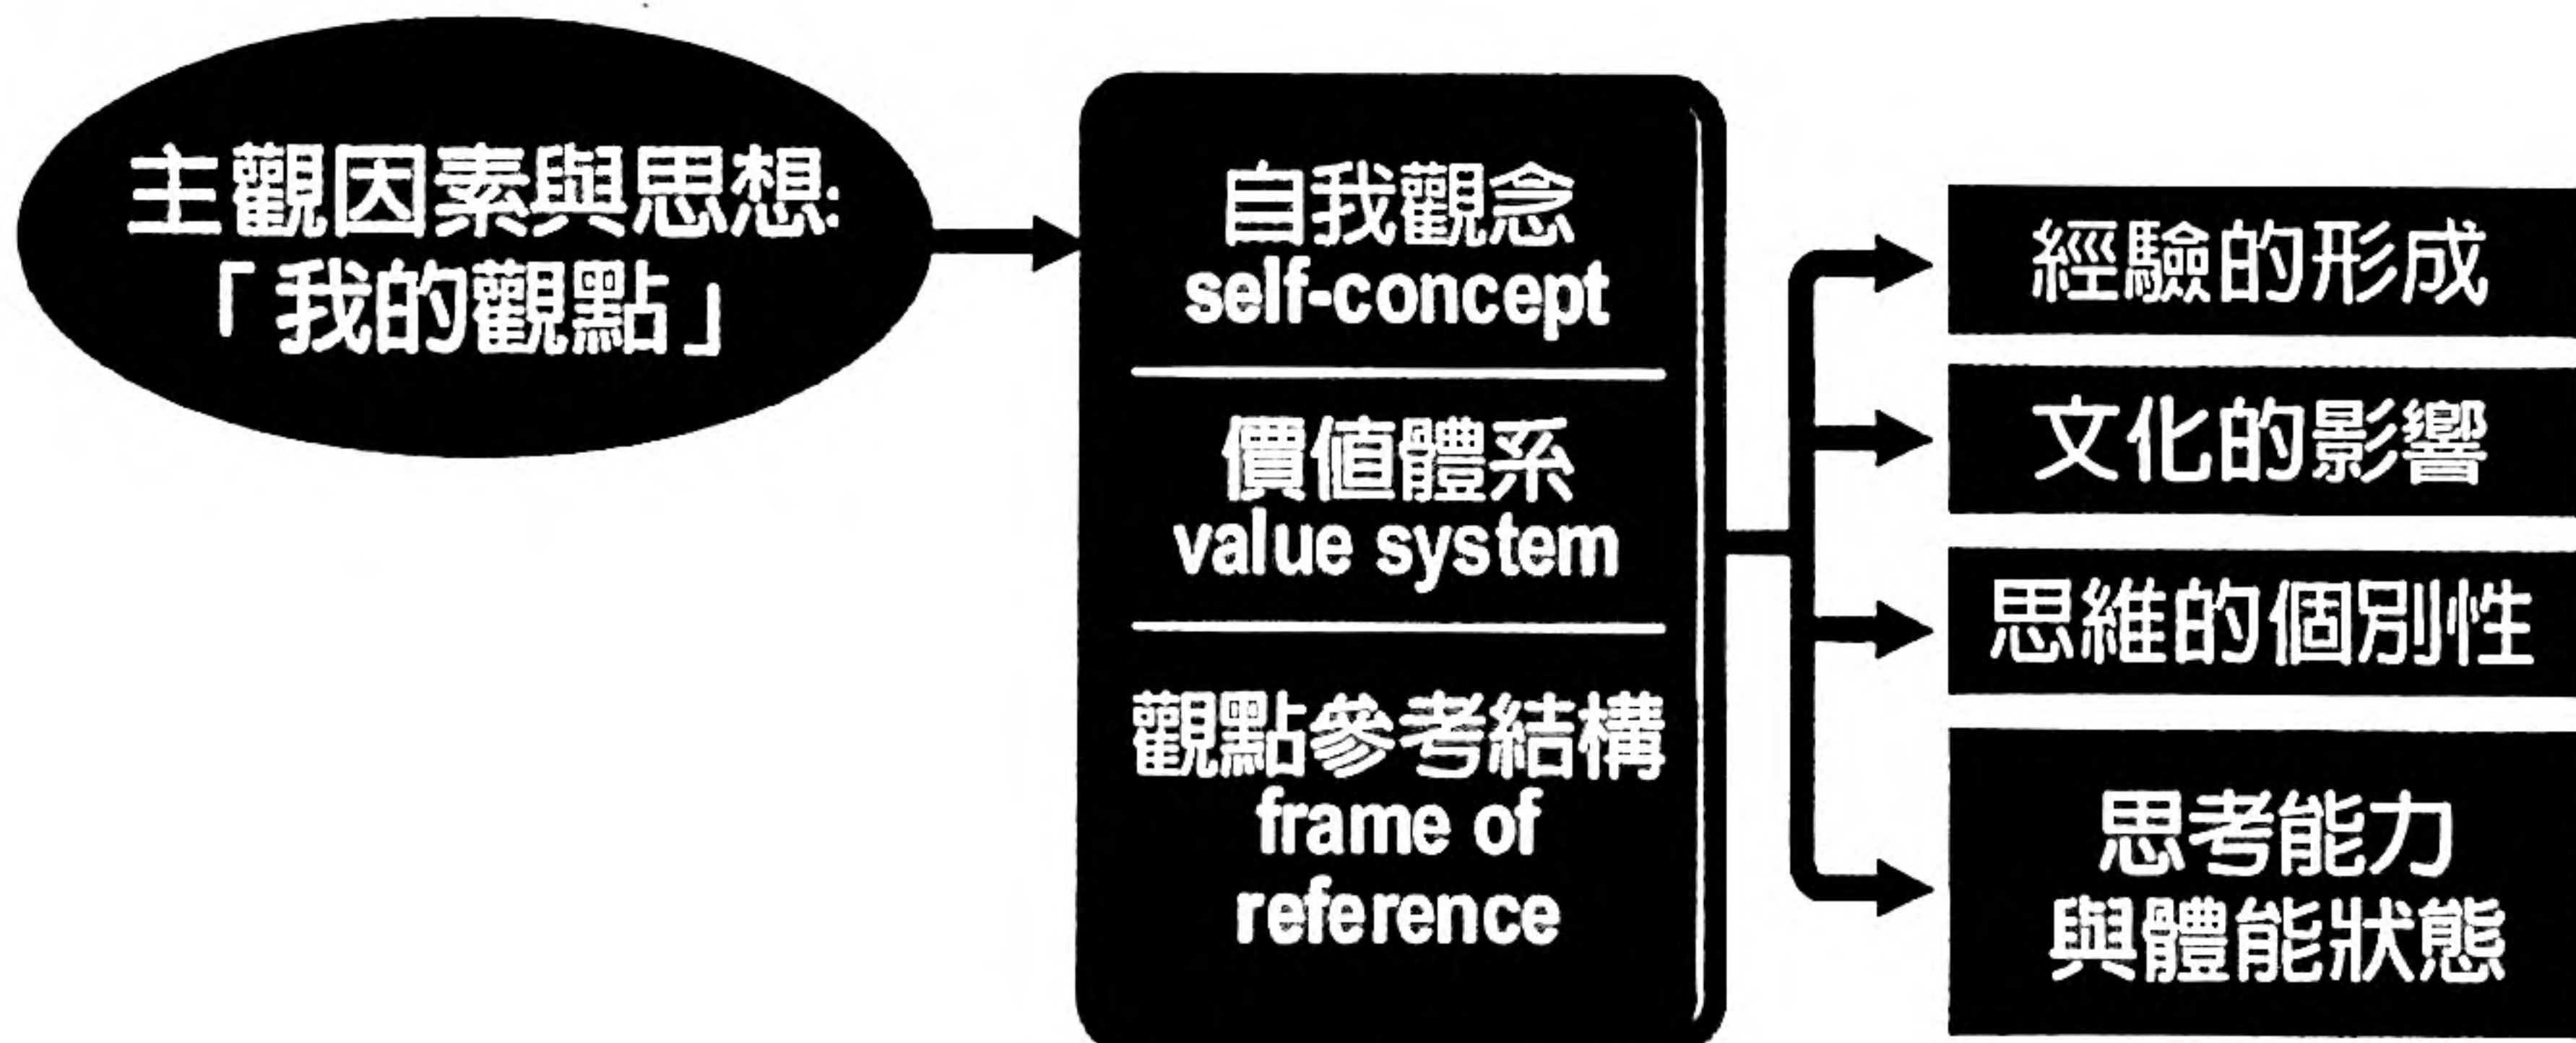 主觀因素與思想:
「我的觀點」
自我觀念
self-concept
價值體系
value system
觀點參考結構
frame of
reference
經驗的形成
文化的影響
思維的個別性
思考能力
與體能狀態